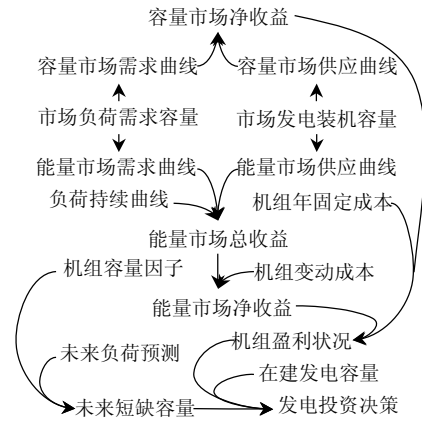 容量市场净收益
容量市场需求曲线 容量市场供应曲线
市场负荷需求容量 市场发电装机容量
能量市场需求曲线 能量市场供应曲线
负荷持续曲线 机组年固定成本
能量市场总收益
机组容量因子 机组变动成本
能量市场净收益
未来负荷预测 机组盈利状况
在建发电容量
未来短缺容量 发电投资决策